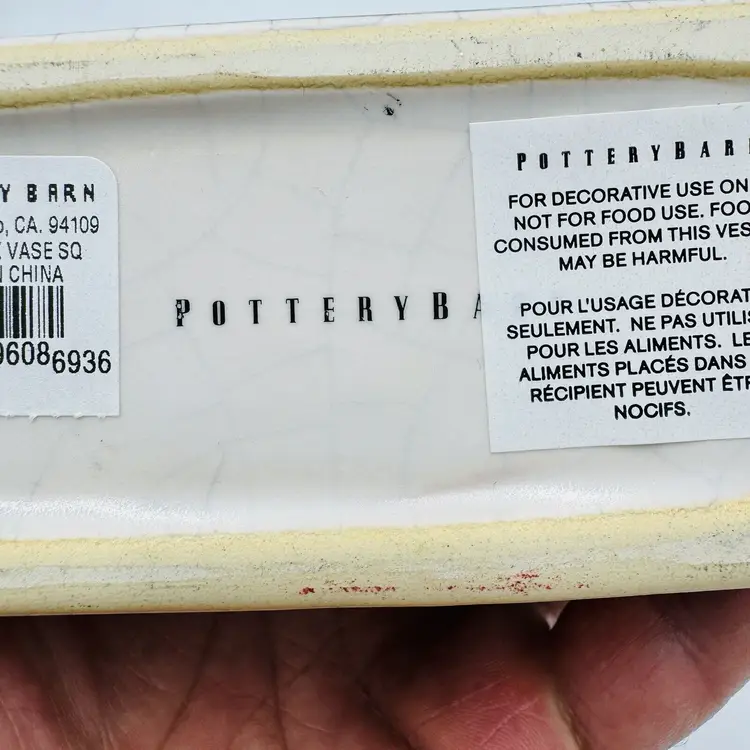 Y BARN
, CA. 94109
VASE SQ
CHINA
96086936
POTTERYBA
POTTERYBAR
FOR DECORATIVE USE ON
NOT FOR FOOD USE. FOO
CONSUMED FROM THIS VES
MAY BE HARMFUL.
POUR L'USAGE DÉCORAT
SEULEMENT. NE PAS UTILIS
POUR LES ALIMENTS. LE
ALIMENTS PLACÉS DANS
RÉCIPIENT PEUVENT ÊTR
NOCIFS.